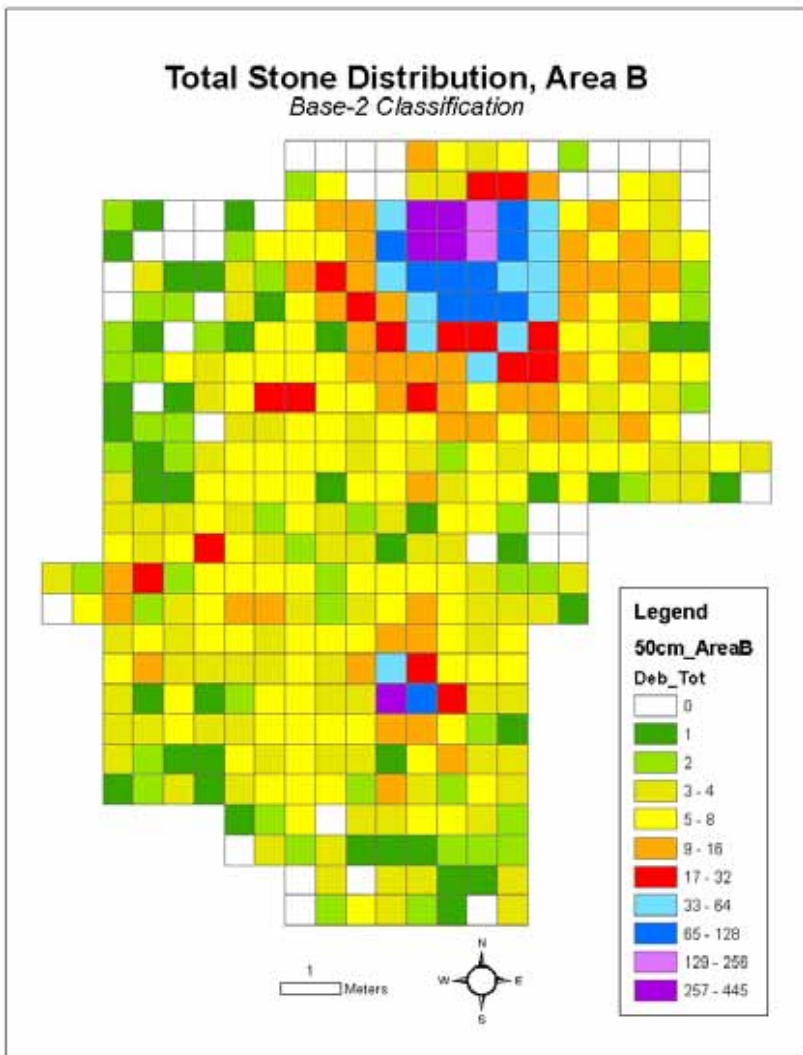 Total Stone Distribution, Area B
Base-2 Classification
Legend
50cm_AreaB
Deb_Tot
0
1
2
3 - 4
5 - 8
9 - 16
17 - 32
33 - 64
65 - 128
129 - 256
257 - 445
1
Meters
N
W E
S